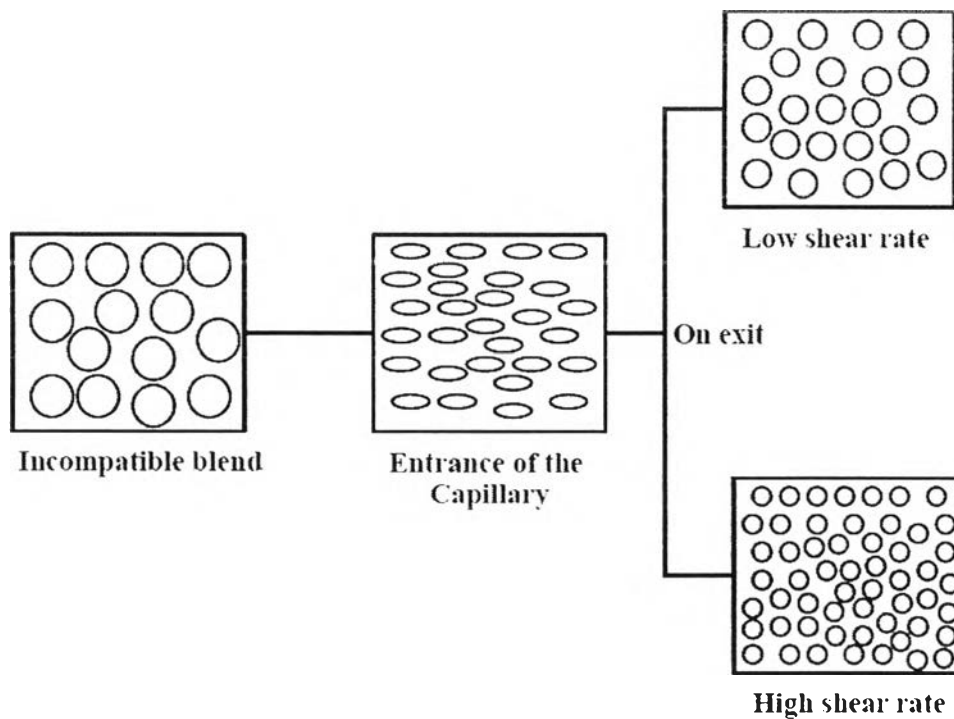 Low shear rate
On exit
Incompatible blend
Entrance of the
Capillary
High shear rate